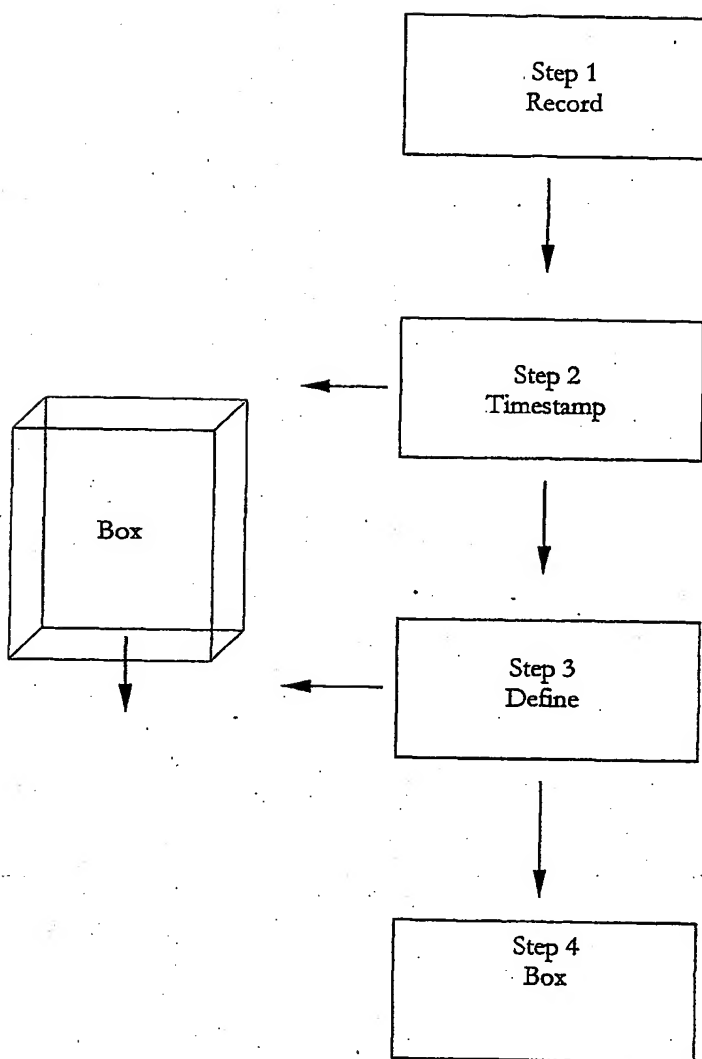 Step 1
Record
Step 2
Timestamp
Box
Step 3
Define
Step 4
Box